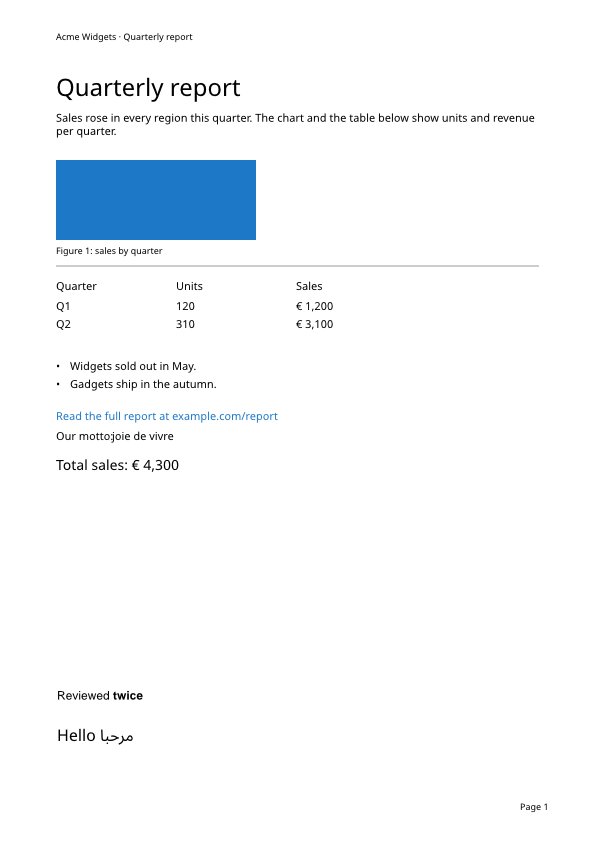 Acme Widgets · Quarterly report
Quarterly report
Sales rose in every region this quarter. The chart and the table below show units and revenue
per quarter.
Figure 1: sales by quarter
Quarter Units Sales
Q1 120 € 1,200
Q2 310 € 3,100
• Widgets sold out in May.
• Gadgets ship in the autumn.
Read the full report at example.com/report
Our motto:joie de vivre
Total sales: € 4,300
Reviewed twice
Hello مرحبا
Page 1